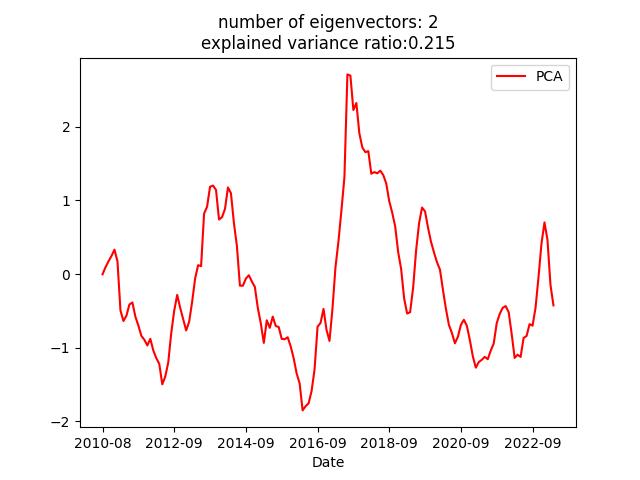 number of eigenvectors: 2
explained variance ratio:0.215
PCA
2
1
0
−1
−2
2010-08 2012-09 2014-09 2016-09 2018-09 2020-09 2022-09
Date